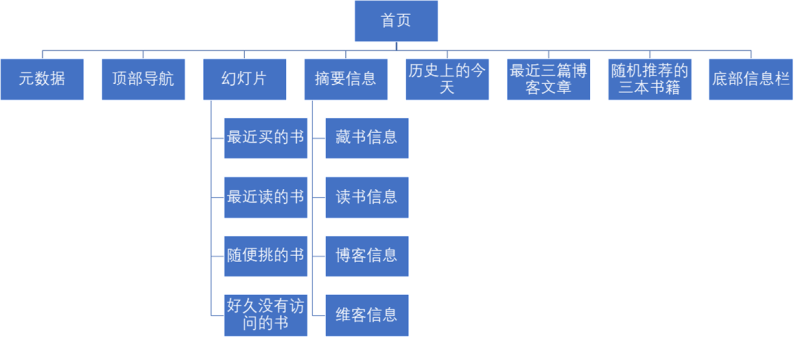 首页
元数据
顶部导航
幻灯片
摘要信息
历史上的今
天
最近三篇博
客文章
随机推荐的
三本书籍
底部信息栏
最近买的书
最近读的书
随便挑的书
好久没有访
问的书
藏书信息
读书信息
博客信息
维客信息